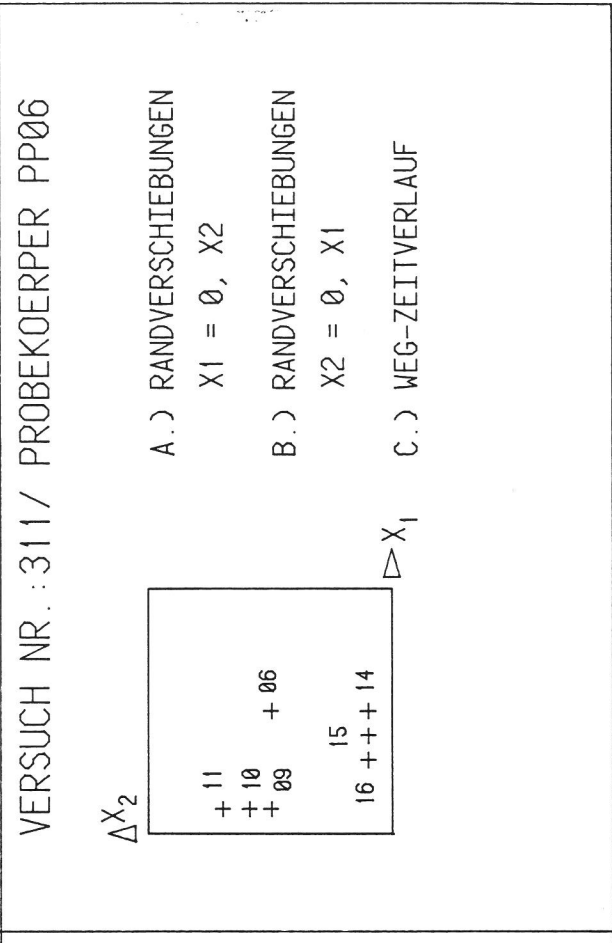 VERSUCH NR.:311/ PROBEKOERPER PP06
X2
+ 11
+ 10
+ 09
+ 06
15
16 +++ 14
X1
A.) RANDVERSCHIEBUNGEN
X1 = 0, X2
B.) RANDVERSCHIEBUNGEN
X2 = 0, X1
C.) WEG-ZEITVERLAUF